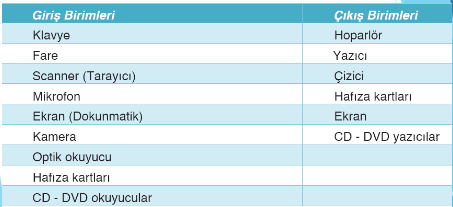 Giriş Birimleri Çıkış Birimleri
Klavye Hoparlör
Fare Yazıcı
Scanner (Tarayıcı) Çizici
Mikrofon Hafıza kartları
Ekran (Dokunmatik) Ekran
Kamera CD - DVD yazıcılar
Optik okuyucu
Hafıza kartları
CD - DVD okuyucular